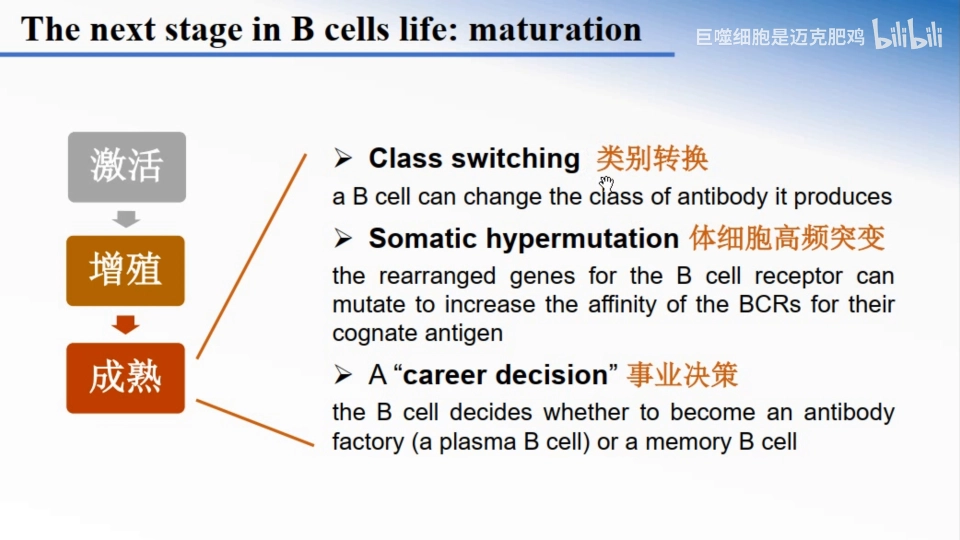 The next stage in B cells life: maturation
巨噬细胞是迈克肥鸡 bilibili
激活
增殖
成熟
➢ Class switching 类别转换
a B cell can change the class of antibody it produces
➢ Somatic hypermutation 体细胞高频突变
the rearranged genes for the B cell receptor can
mutate to increase the affinity of the BCRs for their
cognate antigen
➢ A “career decision” 事业决策
the B cell decides whether to become an antibody
factory (a plasma B cell) or a memory B cell